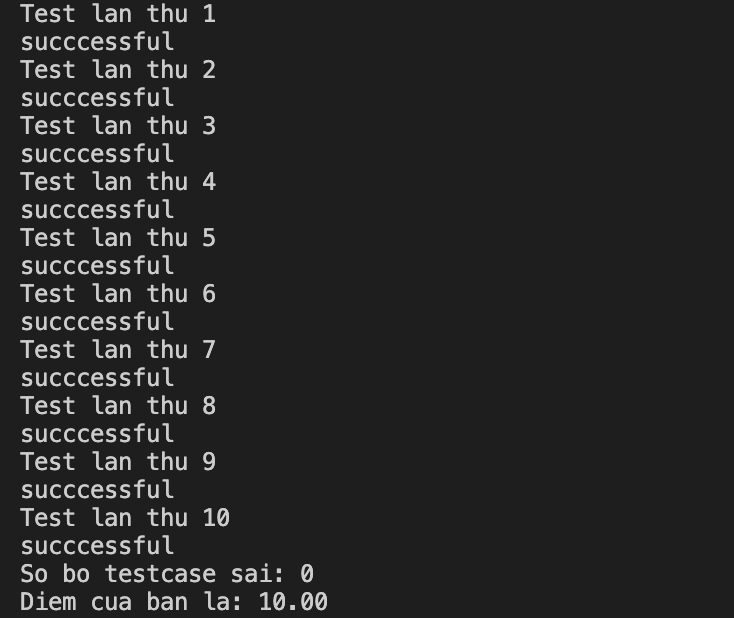 Test lan thu 1
succcessful
Test lan thu 2
succcessful
Test lan thu 3
succcessful
Test lan thu 4
succcessful
Test lan thu 5
succcessful
Test lan thu 6
succcessful
Test lan thu 7
succcessful
Test lan thu 8
succcessful
Test lan thu 9
succcessful
Test lan thu 10
succcessful
So bo testcase sai: 0
Diem cua ban la: 10.00